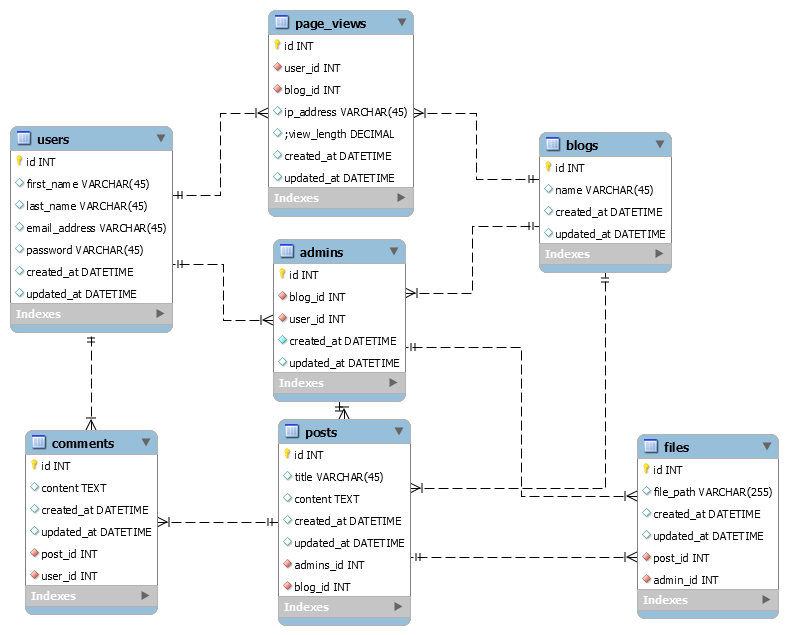 page_views
id INT
user_id INT
blog_id INT
ip_address VARCHAR(45)
;view_length DECIMAL
created_at DATETIME
updated_at DATETIME
Indexes
users
id INT
first_name VARCHAR(45)
last_name VARCHAR(45)
email_address VARCHAR(45)
password VARCHAR(45)
created_at DATETIME
updated_at DATETIME
Indexes
blogs
id INT
name VARCHAR(45)
created_at DATETIME
updated_at DATETIME
Indexes
admins
id INT
blog_id INT
user_id INT
created_at DATETIME
updated_at DATETIME
Indexes
comments
id INT
content TEXT
created_at DATETIME
updated_at DATETIME
post_id INT
user_id INT
Indexes
posts
id INT
title VARCHAR(45)
content TEXT
created_at DATETIME
updated_at DATETIME
admins_id INT
blog_id INT
Indexes
files
id INT
file_path VARCHAR(255)
created_at DATETIME
updated_at DATETIME
post_id INT
admin_id INT
Indexes